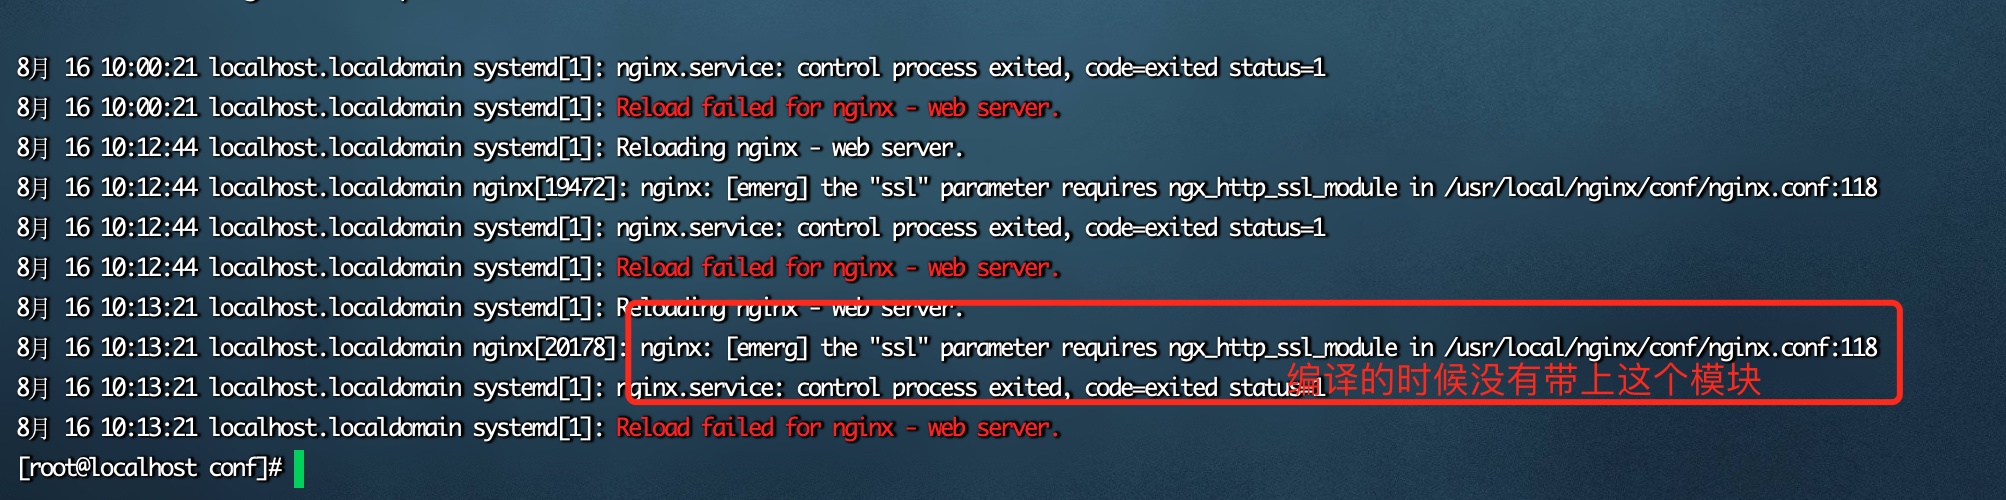 8月 16 10:00:21 localhost.localdomain systemd[1]: nginx.service: control process exited, code=exited status=1
8月 16 10:00:21 localhost.localdomain systemd[1]: Reload failed for nginx - web server.
8月 16 10:12:44 localhost.localdomain systemd[1]: Reloading nginx - web server.
8月 16 10:12:44 localhost.localdomain nginx[19472]: nginx: [emerg] the "ssl" parameter requires ngx_http_ssl_module in /usr/local/nginx/conf/nginx.conf:118
8月 16 10:12:44 localhost.localdomain systemd[1]: nginx.service: control process exited, code=exited status=1
8月 16 10:12:44 localhost.localdomain systemd[1]: Reload failed for nginx - web server.
8月 16 10:13:21 localhost.localdomain systemd[1]: Reloading nginx - web server.
8月 16 10:13:21 localhost.localdomain nginx[20178]: nginx: [emerg] the "ssl" parameter requires ngx_http_ssl_module in /usr/local/nginx/conf/nginx.conf:118
8月 16 10:13:21 localhost.localdomain systemd[1]: nginx.service: control process exited, code=exited status=1
编译的时候没有带上这个模块
8月 16 10:13:21 localhost.localdomain systemd[1]: Reload failed for nginx - web server.
[root@localhost conf]#